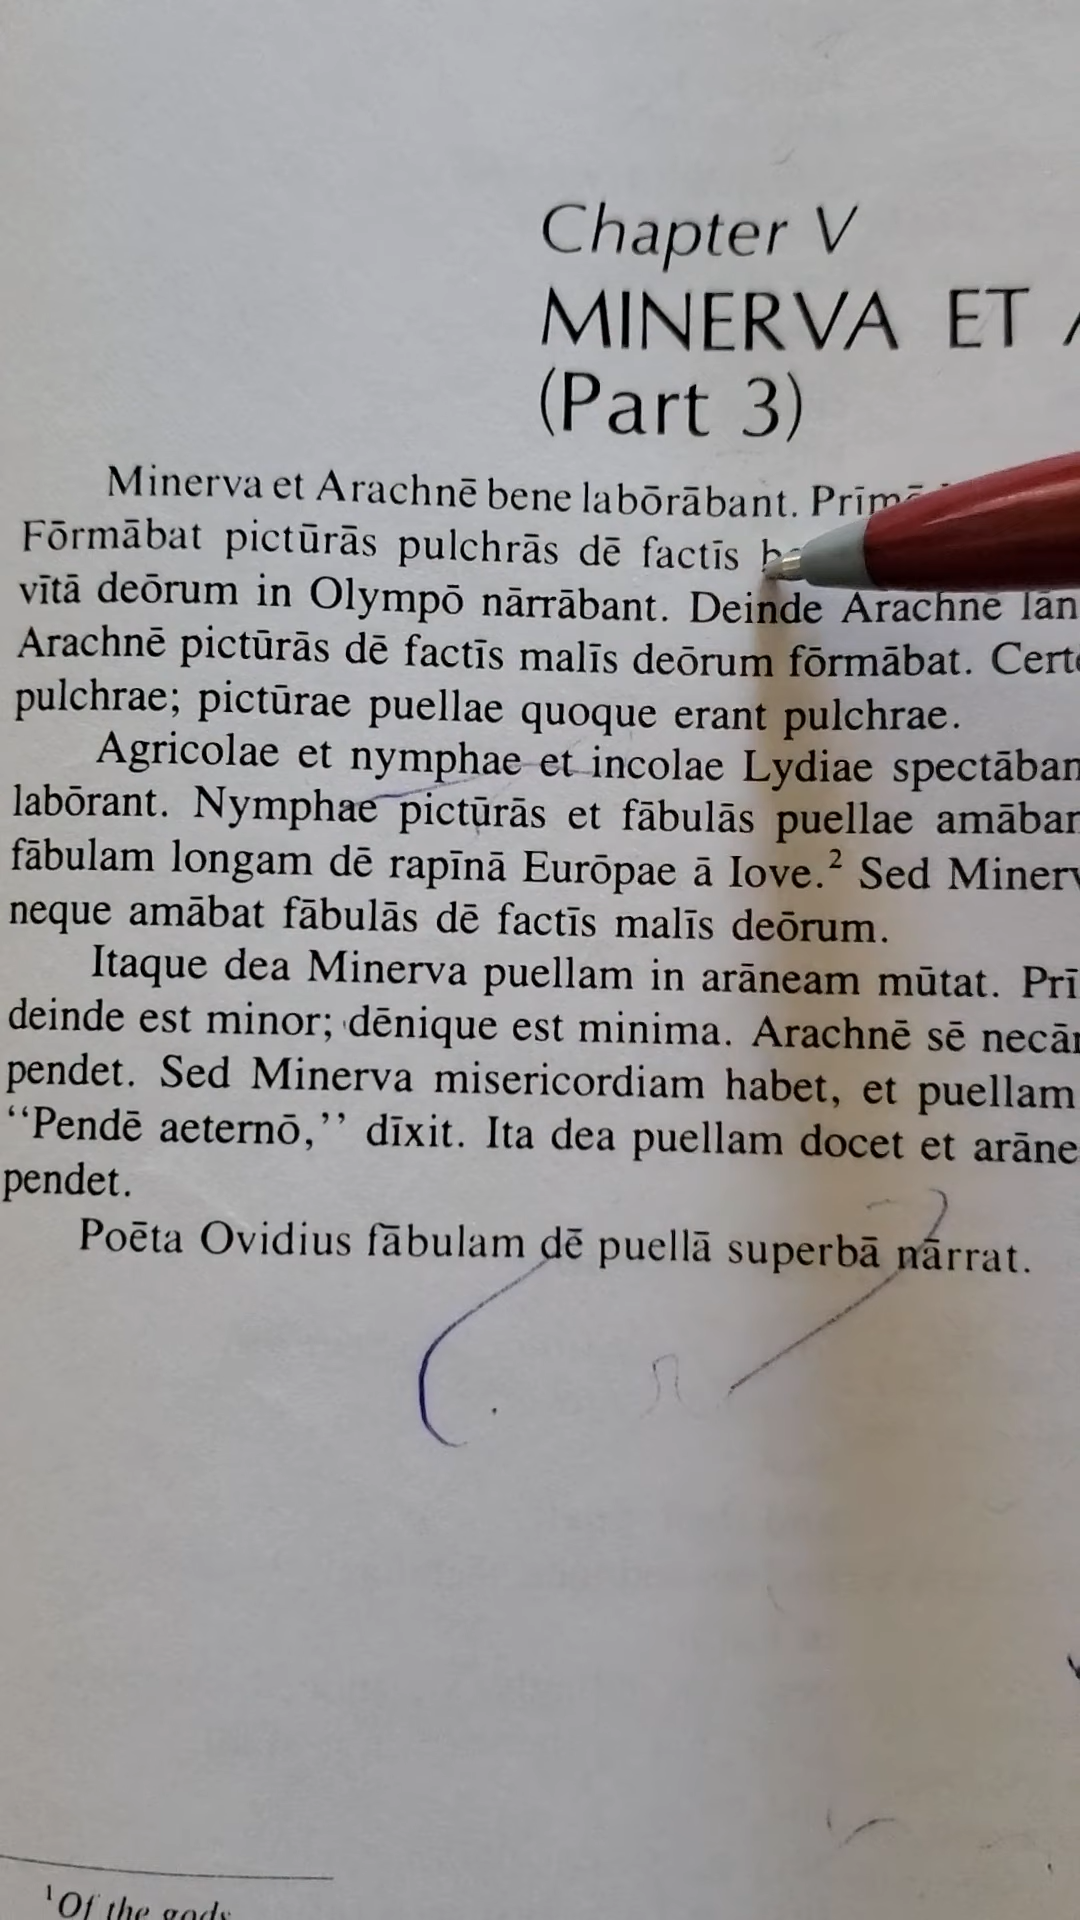 Chapter V
MINERVA ET
(Part 3)
Minerva et Arachnē bene labōrābant.
Fōrmābat pictūrās pulchrās dē factīs
vītā deōrum in Olympō nārrābant. Deinde Arachnē
Arachnē pictūrās dē factīs malīs deōrum fōrmābat.
pulchrae; pictūrae puellae quoque erant pulchrae.
Agricolae et nymphae et incolae Lydiae
labōrant. Nymphae pictūrās et fābulās puellae
fābulam longam dē rapīnā Eurōpae ā Iove.² Sed
neque amābat fābulās dē factīs malīs deōrum.
Itaque dea Minerva puellam in arāneam mūtat.
deinde est minor; dēnique est minima. Arachnē sē
pendet. Sed Minerva misericordiam habet, et puellam
“Pendē aeternō,” dīxit. Ita dea puellam docet et
pendet.
Poēta Ovidius fābulam dē puellā superbā nārrat.
¹Of the gods